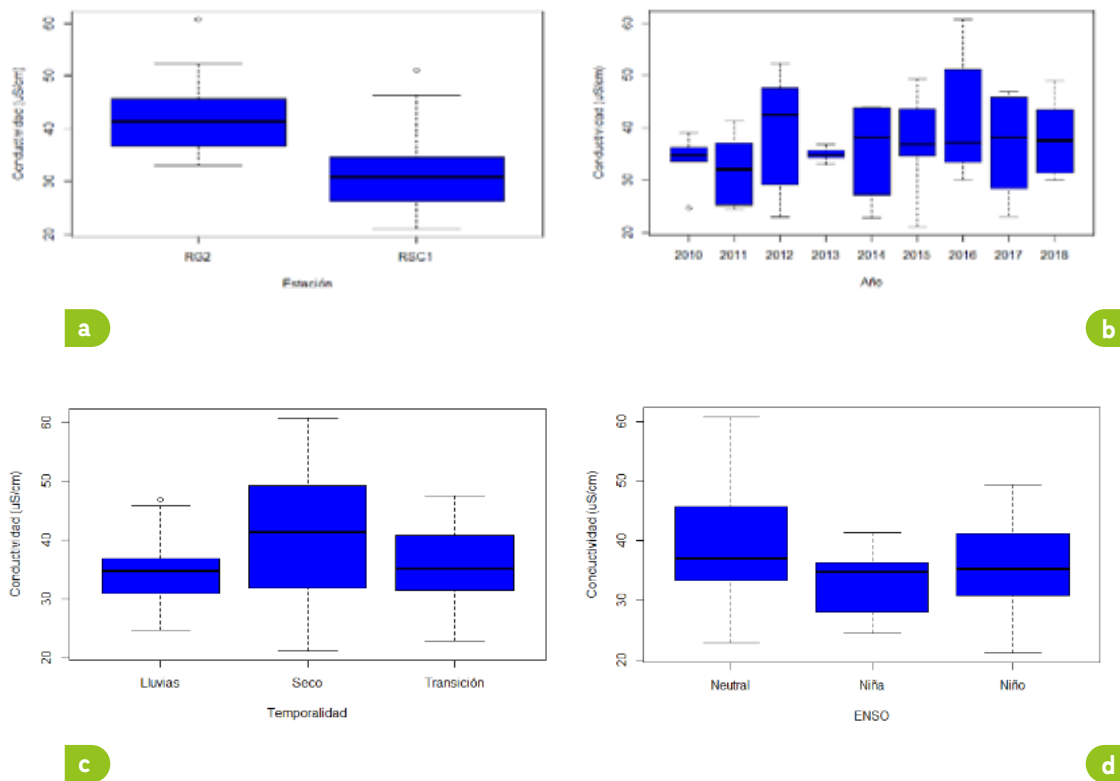 Conductividad [uS/cm]
60
50
40
30
20
RG2
RSC1
Estación
a
Conductividad (uS/cm)
60
50
40
30
20
2010
2011
2012
2013
2014
2015
2016
2017
2018
Año
b
Conductividad (uS/cm)
60
50
40
30
20
Lluvias
Seco
Transición
Temporalidad
c
Conductividad (uS/cm)
60
50
40
30
20
Neutral
Niña
Niño
ENSO
d